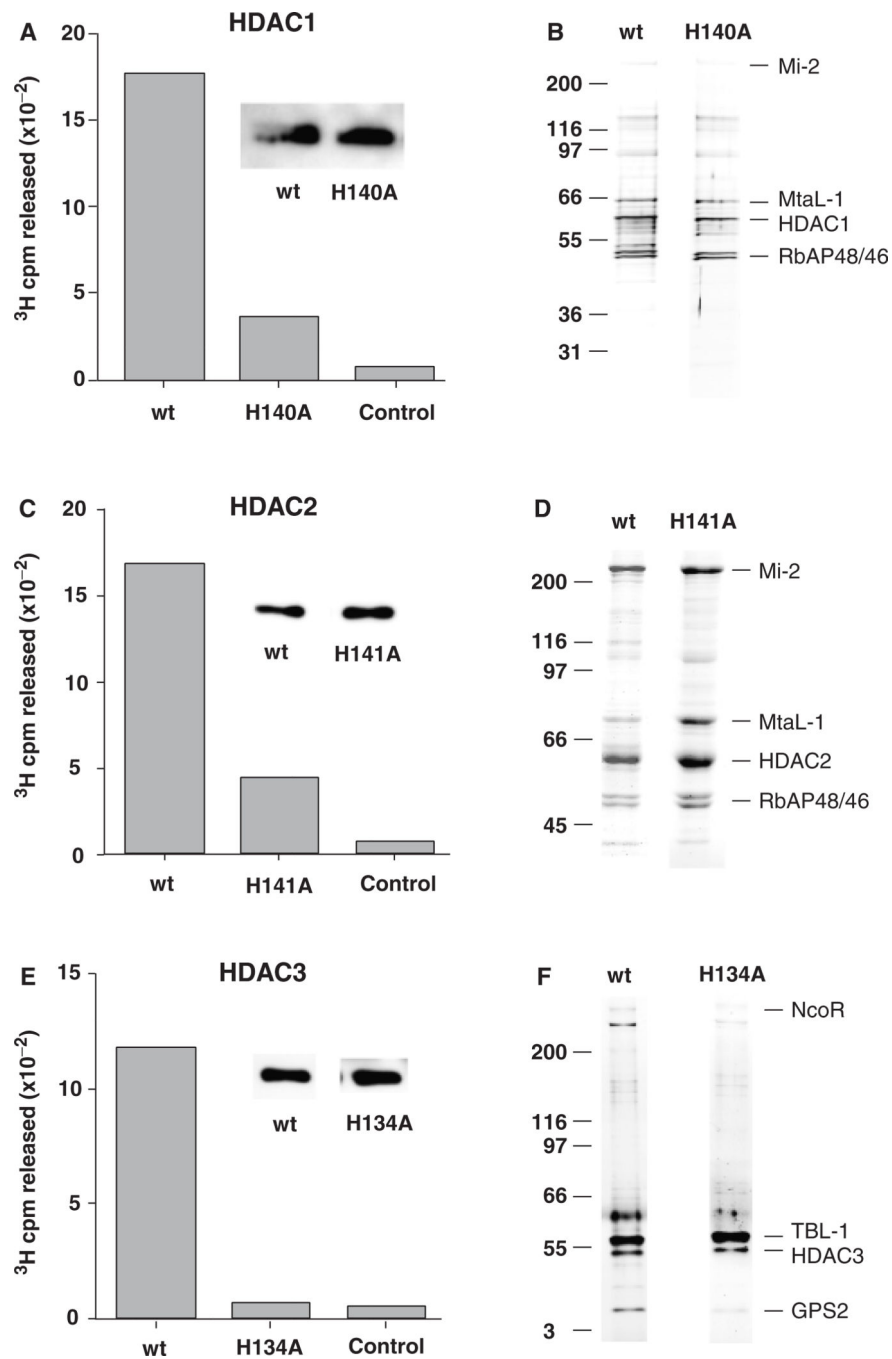 A
HDAC1
³H cpm released (x10⁻²)
20
15
10
5
0
wt
H140A
wt
H140A
Control
B
wt
H140A
200
116
97
66
55
36
31
Mi-2
MtaL-1
HDAC1
RbAP48/46
C
HDAC2
³H cpm released (x10⁻²)
20
15
10
5
0
wt
H141A
wt
H141A
Control
D
wt
H141A
200
116
97
66
45
Mi-2
MtaL-1
HDAC2
RbAP48/46
E
HDAC3
³H cpm released (x10⁻²)
15
10
5
0
wt
H134A
wt
H134A
Control
F
wt
H134A
200
116
97
66
55
3
NcoR
TBL-1
HDAC3
GPS2